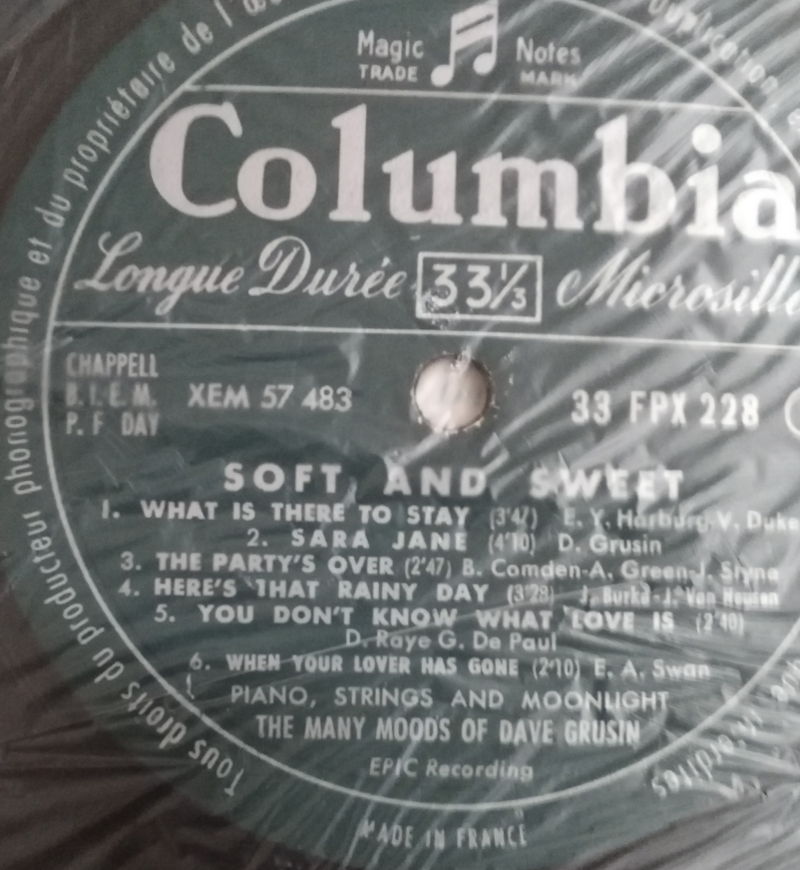 Magic Notes
TRADE MARK
Columbia
Longue Durée 33⅓ Microsill
CHAPPELL
B.I.E.M.
P. F DAY
XEM 57 483
33 FPX 228
SOFT AND SWEET
1. WHAT IS THERE TO STAY (3'47) E. Y. Harburg-V. Duke
2. SARA JANE (4'10) D. Grusin
3. THE PARTY'S OVER (2'47) B. Comden-A. Green-J. Styne
4. HERE'S THAT RAINY DAY (3'28) J. Burke-J. Van Heusen
5. YOU DON'T KNOW WHAT LOVE IS (2'40)
D. Raye G. De Paul
6. WHEN YOUR LOVER HAS GONE (2'10) E. A. Swan
PIANO, STRINGS AND MOONLIGHT
THE MANY MOODS OF DAVE GRUSIN
EPIC Recording
MADE IN FRANCE
Tous droits du producteur phonographique et du propriétaire de l'